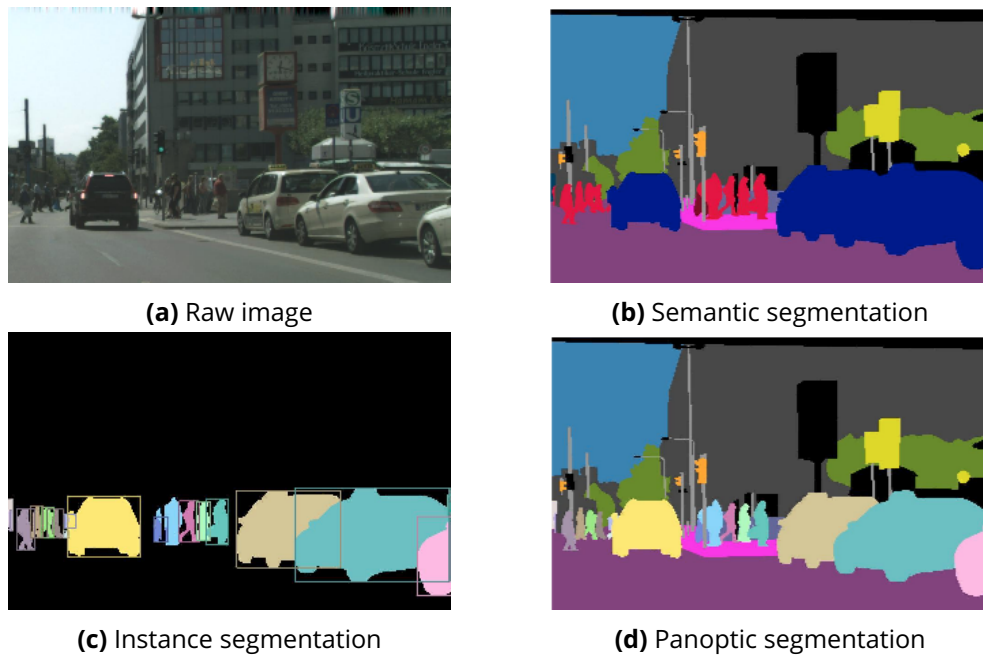 S
U
(a) Raw image
(b) Semantic segmentation
(c) Instance segmentation
(d) Panoptic segmentation